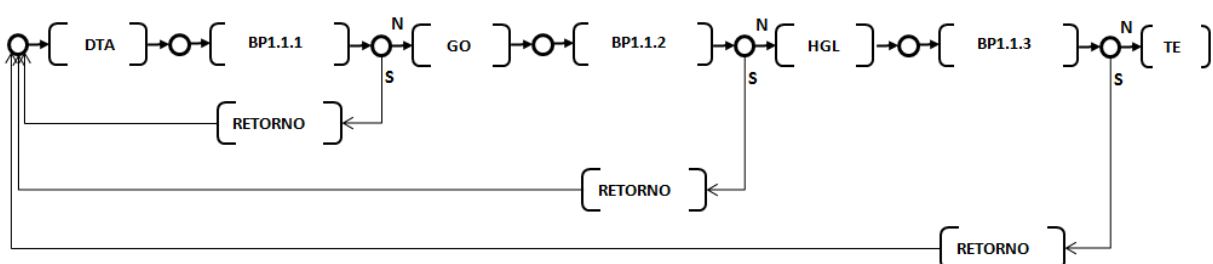 DTA
BP1.1.1
N
GO
BP1.1.2
N
HGL
BP1.1.3
N
TE
S
S
S
RETORNO
RETORNO
RETORNO